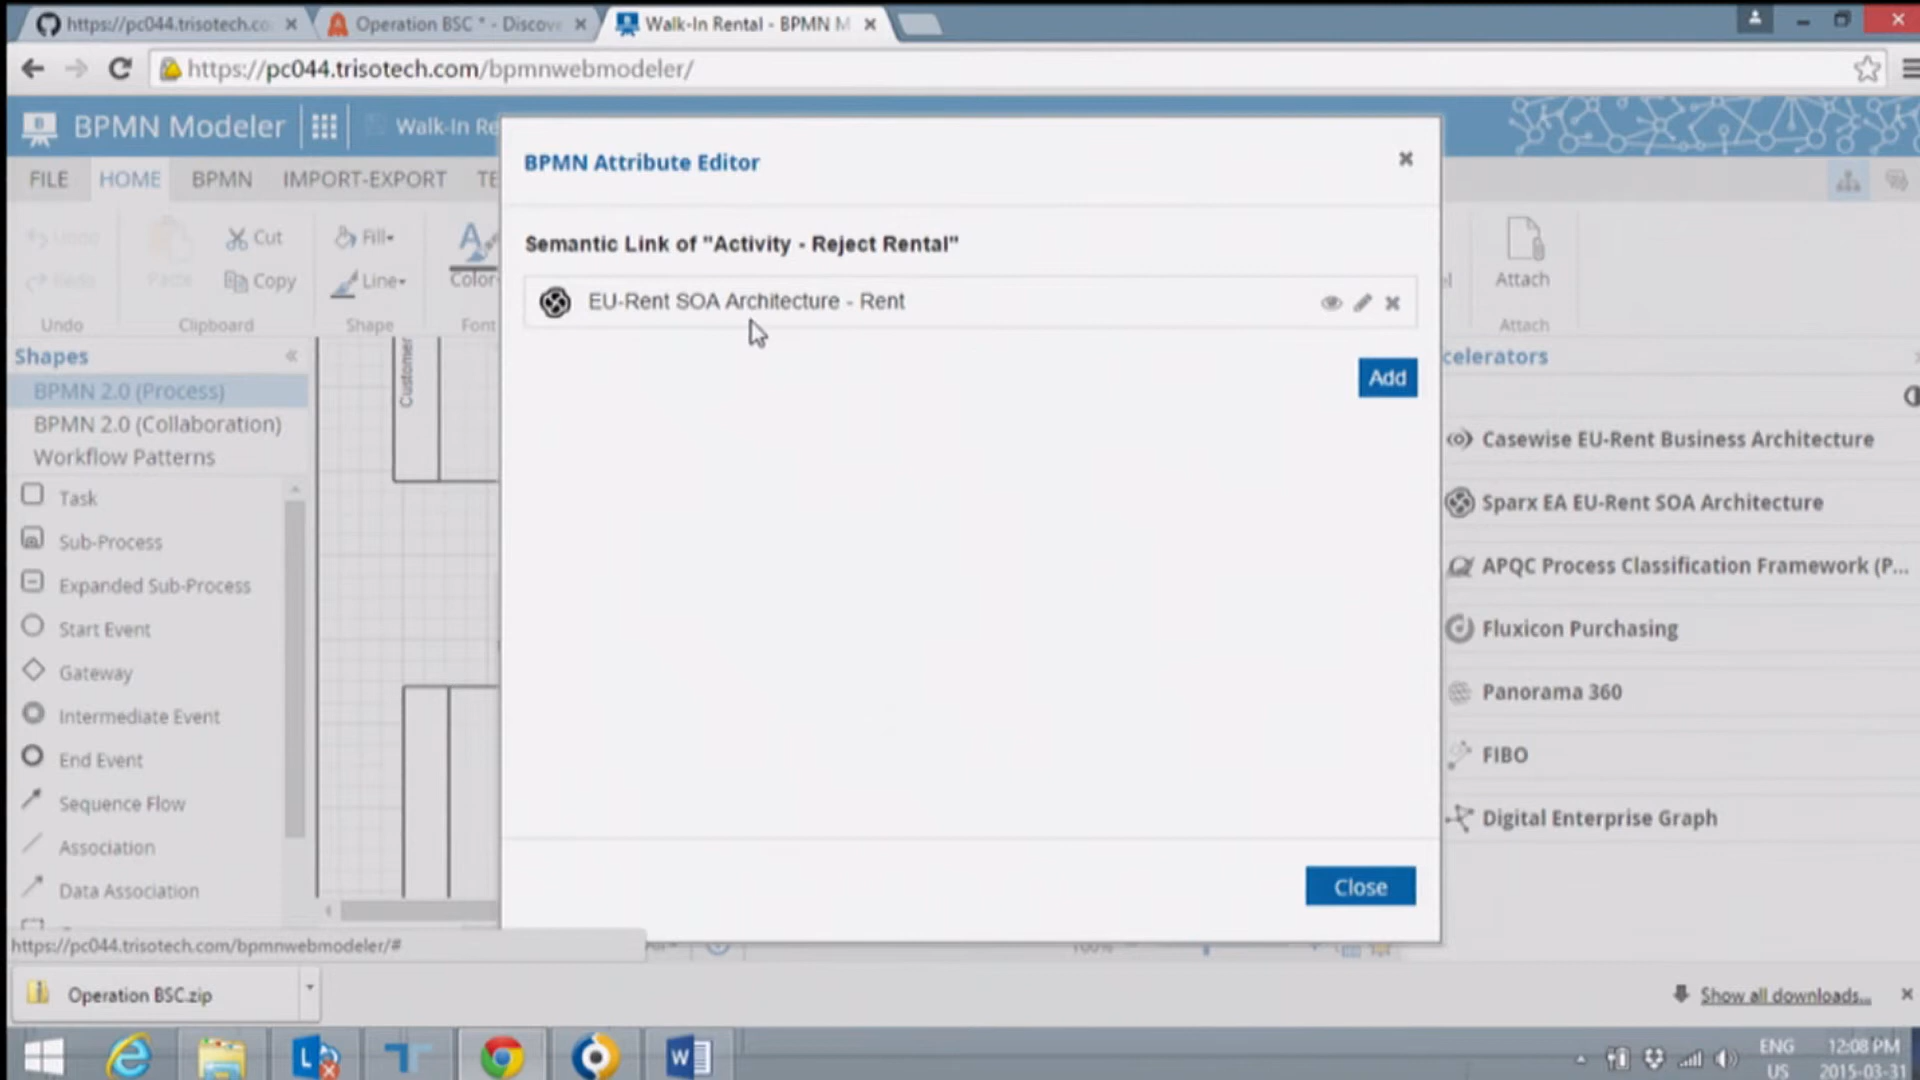 https://pc044.trisotech.co
Operation BSC * - Discov
Walk-In Rental - BPMN M
https://pc044.trisotech.com/bpmnwebmodeler/
BPMN Modeler
Walk-In Re
FILE
HOME
BPMN
IMPORT-EXPORT
TE
Undo
Redo
Undo
Paste
Cut
Copy
Clipboard
Fill
Line
Shape
Color
Font
Attach
Attach
Shapes
BPMN 2.0 (Process)
BPMN 2.0 (Collaboration)
Workflow Patterns
Task
Sub-Process
Expanded Sub-Process
Start Event
Gateway
Intermediate Event
End Event
Sequence Flow
Association
Data Association
Customer
BPMN Attribute Editor
Semantic Link of "Activity - Reject Rental"
EU-Rent SOA Architecture - Rent
Add
Close
celerators
Casewise EU-Rent Business Architecture
Sparx EA EU-Rent SOA Architecture
APQC Process Classification Framework (P...
Fluxicon Purchasing
Panorama 360
FIBO
Digital Enterprise Graph
https://pc044.trisotech.com/bpmnwebmodeler/#
100%
Operation BSC.zip
Show all downloads...
ENG
US
12:08 PM
2015-03-31